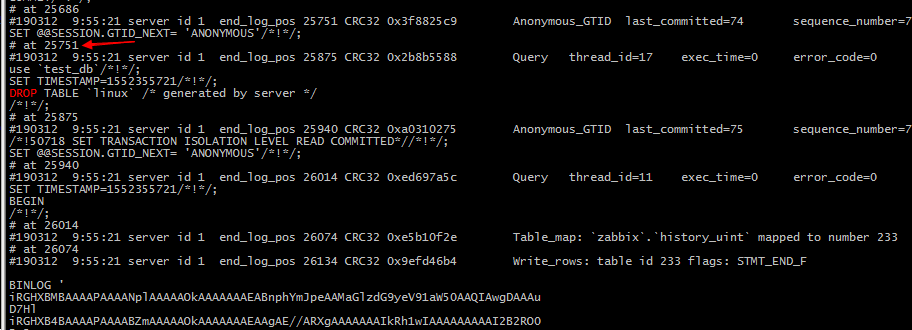 # at 25686
#190312  9:55:21 server id 1  end_log_pos 25751 CRC32 0x3f8825c9         Anonymous_GTID  last_committed=74        sequence_number=7
SET @@SESSION.GTID_NEXT= 'ANONYMOUS'/*!*/;
# at 25751
#190312  9:55:21 server id 1  end_log_pos 25875 CRC32 0x2b8b5588         Query   thread_id=17    exec_time=0     error_code=0
use `test_db`/*!*/;
SET TIMESTAMP=1552355721/*!*/;
DROP TABLE `linux` /* generated by server */
/*!*/;
# at 25875
#190312  9:55:21 server id 1  end_log_pos 25940 CRC32 0xa0310275         Anonymous_GTID  last_committed=75        sequence_number=7
/*!50718 SET TRANSACTION ISOLATION LEVEL READ COMMITTED*//*!*/;
SET @@SESSION.GTID_NEXT= 'ANONYMOUS'/*!*/;
# at 25940
#190312  9:55:21 server id 1  end_log_pos 26014 CRC32 0xed697a5c         Query   thread_id=11    exec_time=0     error_code=0
SET TIMESTAMP=1552355721/*!*/;
BEGIN
/*!*/;
# at 26014
#190312  9:55:21 server id 1  end_log_pos 26074 CRC32 0xe5b10f2e         Table_map: `zabbix`.`history_uint` mapped to number 233
# at 26074
#190312  9:55:21 server id 1  end_log_pos 26134 CRC32 0x9efd46b4         Write_rows: table id 233 flags: STMT_END_F
BINLOG '
iRGHXBMBAAAAPAAAANplAAAAAOkAAAAAAAEABnphYmJpeAAMaGlzdG9yeV91aW50AAQIAwgDAAAu
D7Hl
iRGHXB4BAAAAPAAAABZmAAAAAOkAAAAAAAEAAgAE//ARXgAAAAAAAIkRh1wIAAAAAAAAAI2B2ROO